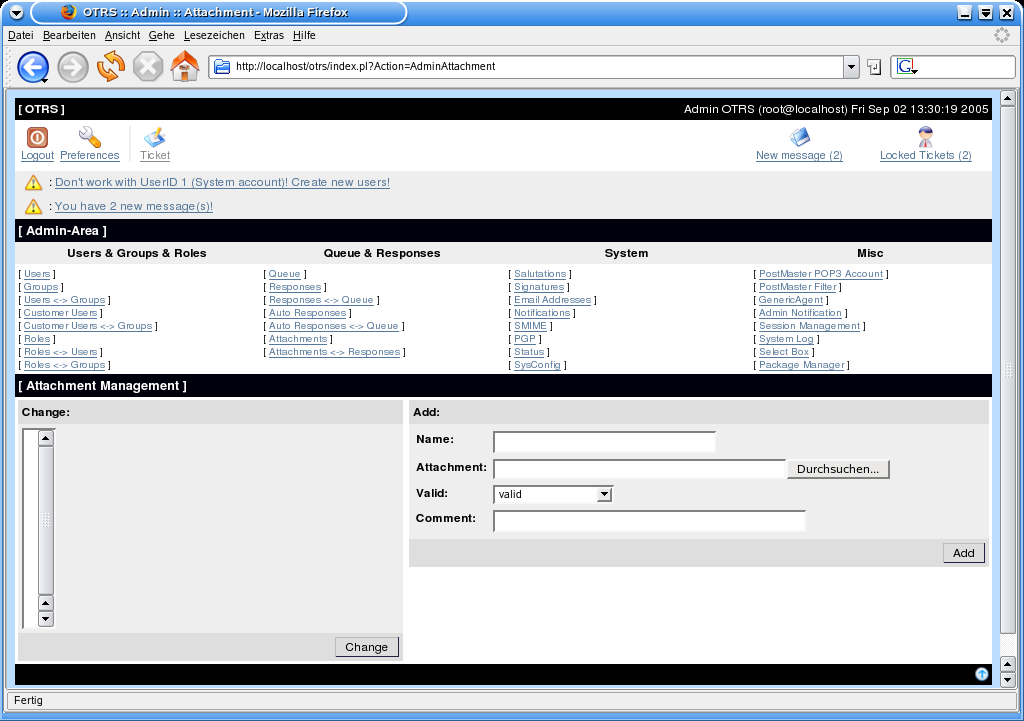 OTRS :: Admin :: Attachment - Mozilla Firefox
Datei Bearbeiten Ansicht Gehe Lesezeichen Extras Hilfe
http://localhost/otrs/index.pl?Action=AdminAttachment
[ OTRS ] Admin OTRS (root@localhost) Fri Sep 02 13:30:19 2005
Logout Preferences Ticket New message (2) Locked Tickets (2)
: Don't work with UserID 1 (System account)! Create new users!
: You have 2 new message(s)!
[ Admin-Area ]
Users & Groups & Roles Queue & Responses System Misc
[ Users ] [ Queue ] [ Salutations ] [ PostMaster POP3 Account ]
[ Groups ] [ Responses ] [ Signatures ] [ PostMaster Filter ]
[ Users <-> Groups ] [ Responses <-> Queue ] [ Email Addresses ] [ GenericAgent ]
[ Customer Users ] [ Auto Responses ] [ Notifications ] [ Admin Notification ]
[ Customer Users <-> Groups ] [ Auto Responses <-> Queue ] [ SMIME ] [ Session Management ]
[ Roles ] [ Attachments ] [ PGP ] [ System Log ]
[ Roles <-> Users ] [ Attachments <-> Responses ] [ Status ] [ Select Box ]
[ Roles <-> Groups ] [ SysConfig ] [ Package Manager ]
[ Attachment Management ]
Change: Add:
Name:
Attachment: Durchsuchen...
Valid: valid
Comment:
Add
Change
Fertig